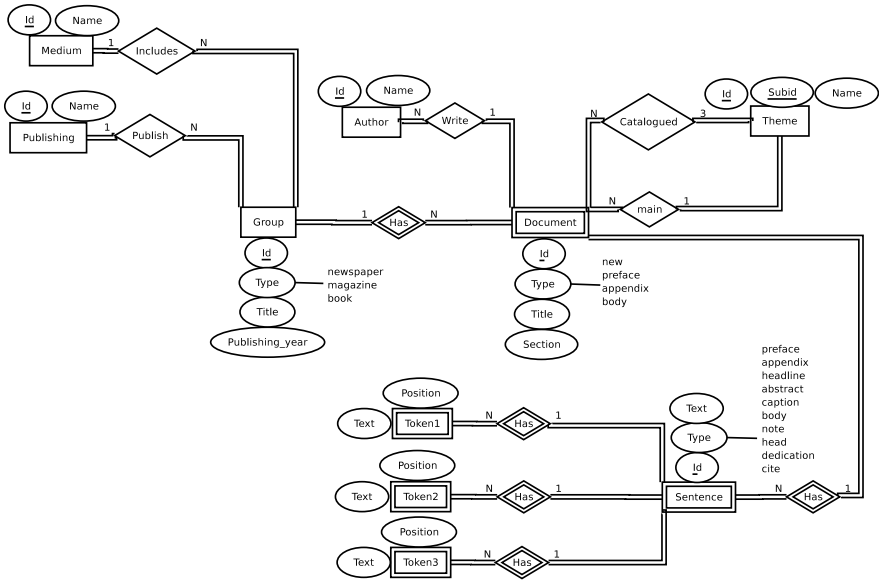 Id Name
Medium 1 Includes N
Id Name
Publishing 1 Publish N
Id Name
Author N Write 1
Id Subid Name
N Catalogued 3 Theme
N main 1
Group 1 Has N Document
Id
Type
Title
Publishing_year
newspaper
magazine
book
Id
Type
Title
Section
new
preface
appendix
body
preface
appendix
headline
abstract
caption
body
note
head
dedication
cite
Text
Type
Id
Sentence N Has 1
Position
Text Token1 N Has 1
Position
Text Token2 N Has 1
Position
Text Token3 N Has 1